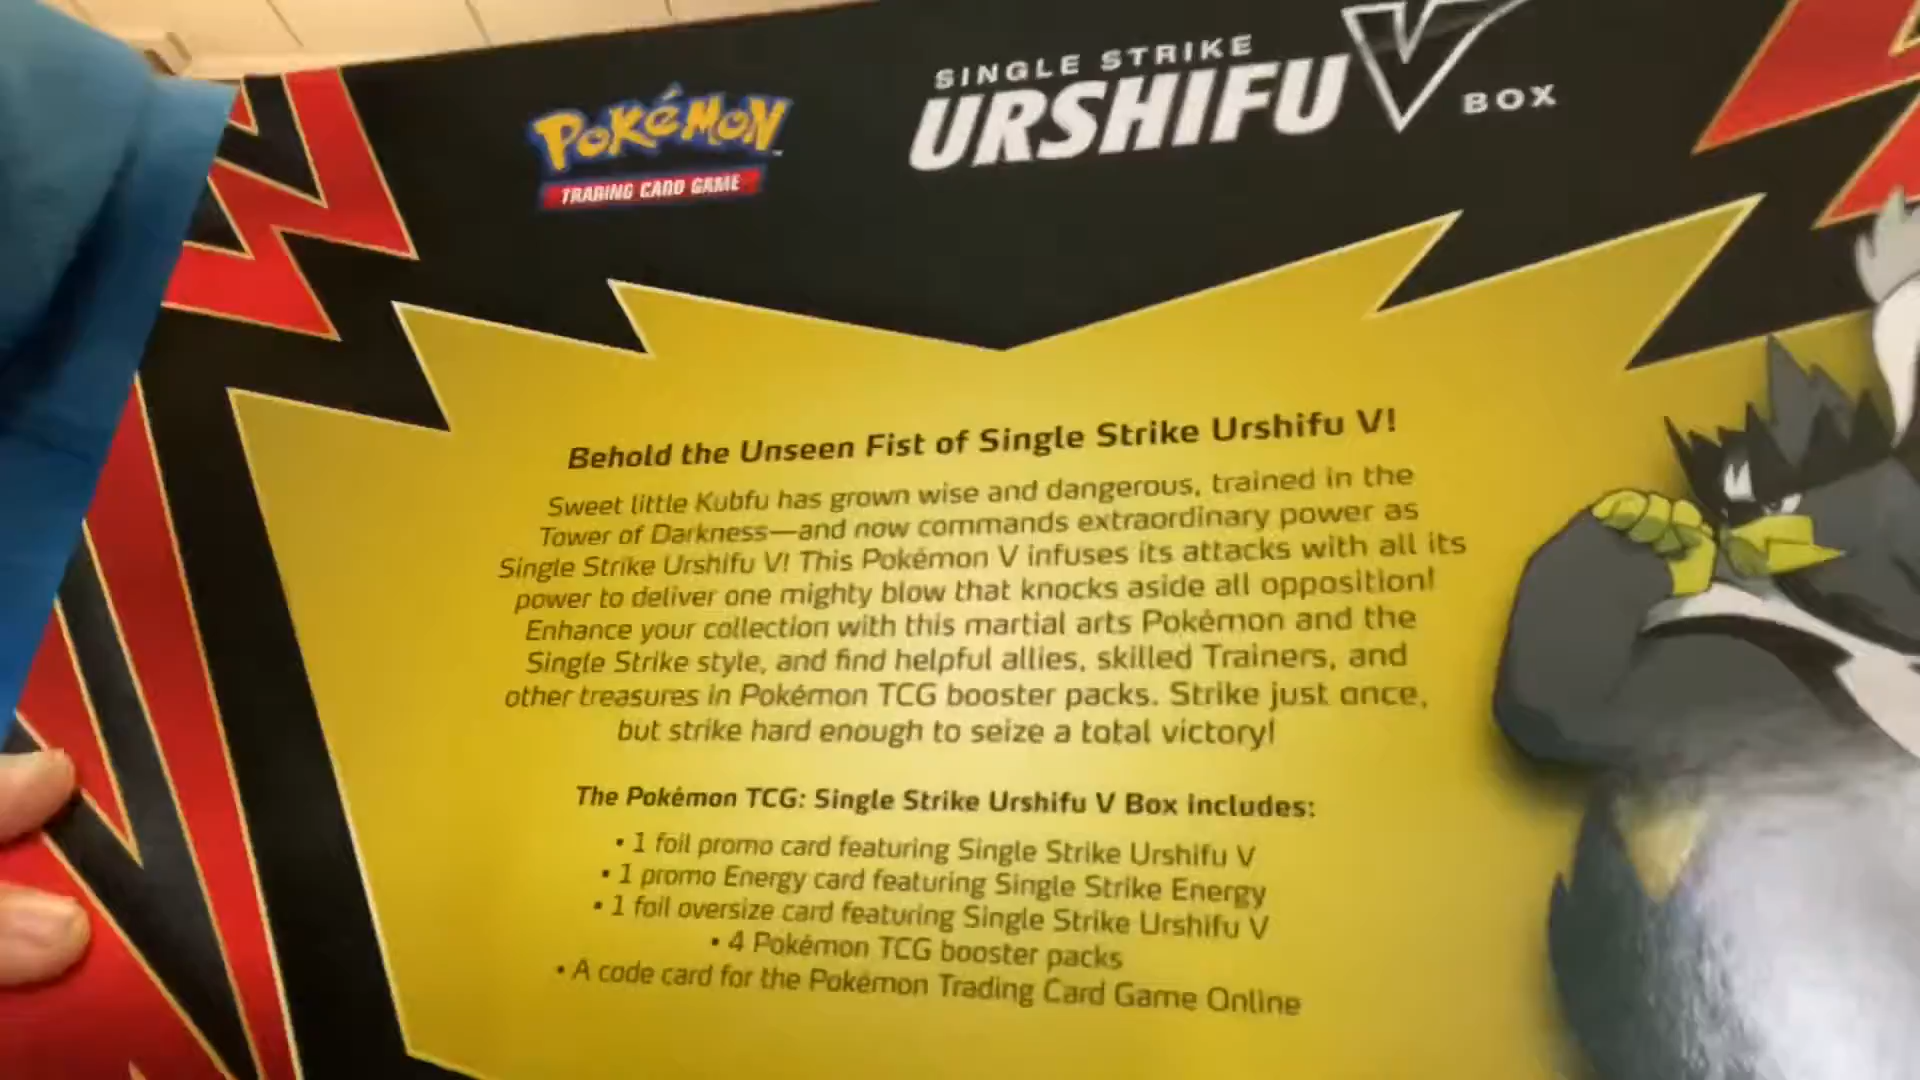 SINGLE STRIKE
URSHIFU V BOX
POKéMON™
TRADING CARD GAME
Behold the Unseen Fist of Single Strike Urshifu V!
Sweet little Kubfu has grown wise and dangerous, trained in the
Tower of Darkness—and now commands extraordinary power as
Single Strike Urshifu V! This Pokémon V infuses its attacks with all its
power to deliver one mighty blow that knocks aside all opposition!
Enhance your collection with this martial arts Pokémon and the
Single Strike style, and find helpful allies, skilled Trainers, and
other treasures in Pokémon TCG booster packs. Strike just once,
but strike hard enough to seize a total victory!
The Pokémon TCG: Single Strike Urshifu V Box includes:
• 1 foil promo card featuring Single Strike Urshifu V
• 1 promo Energy card featuring Single Strike Energy
• 1 foil oversize card featuring Single Strike Urshifu V
• 4 Pokémon TCG booster packs
• A code card for the Pokémon Trading Card Game Online